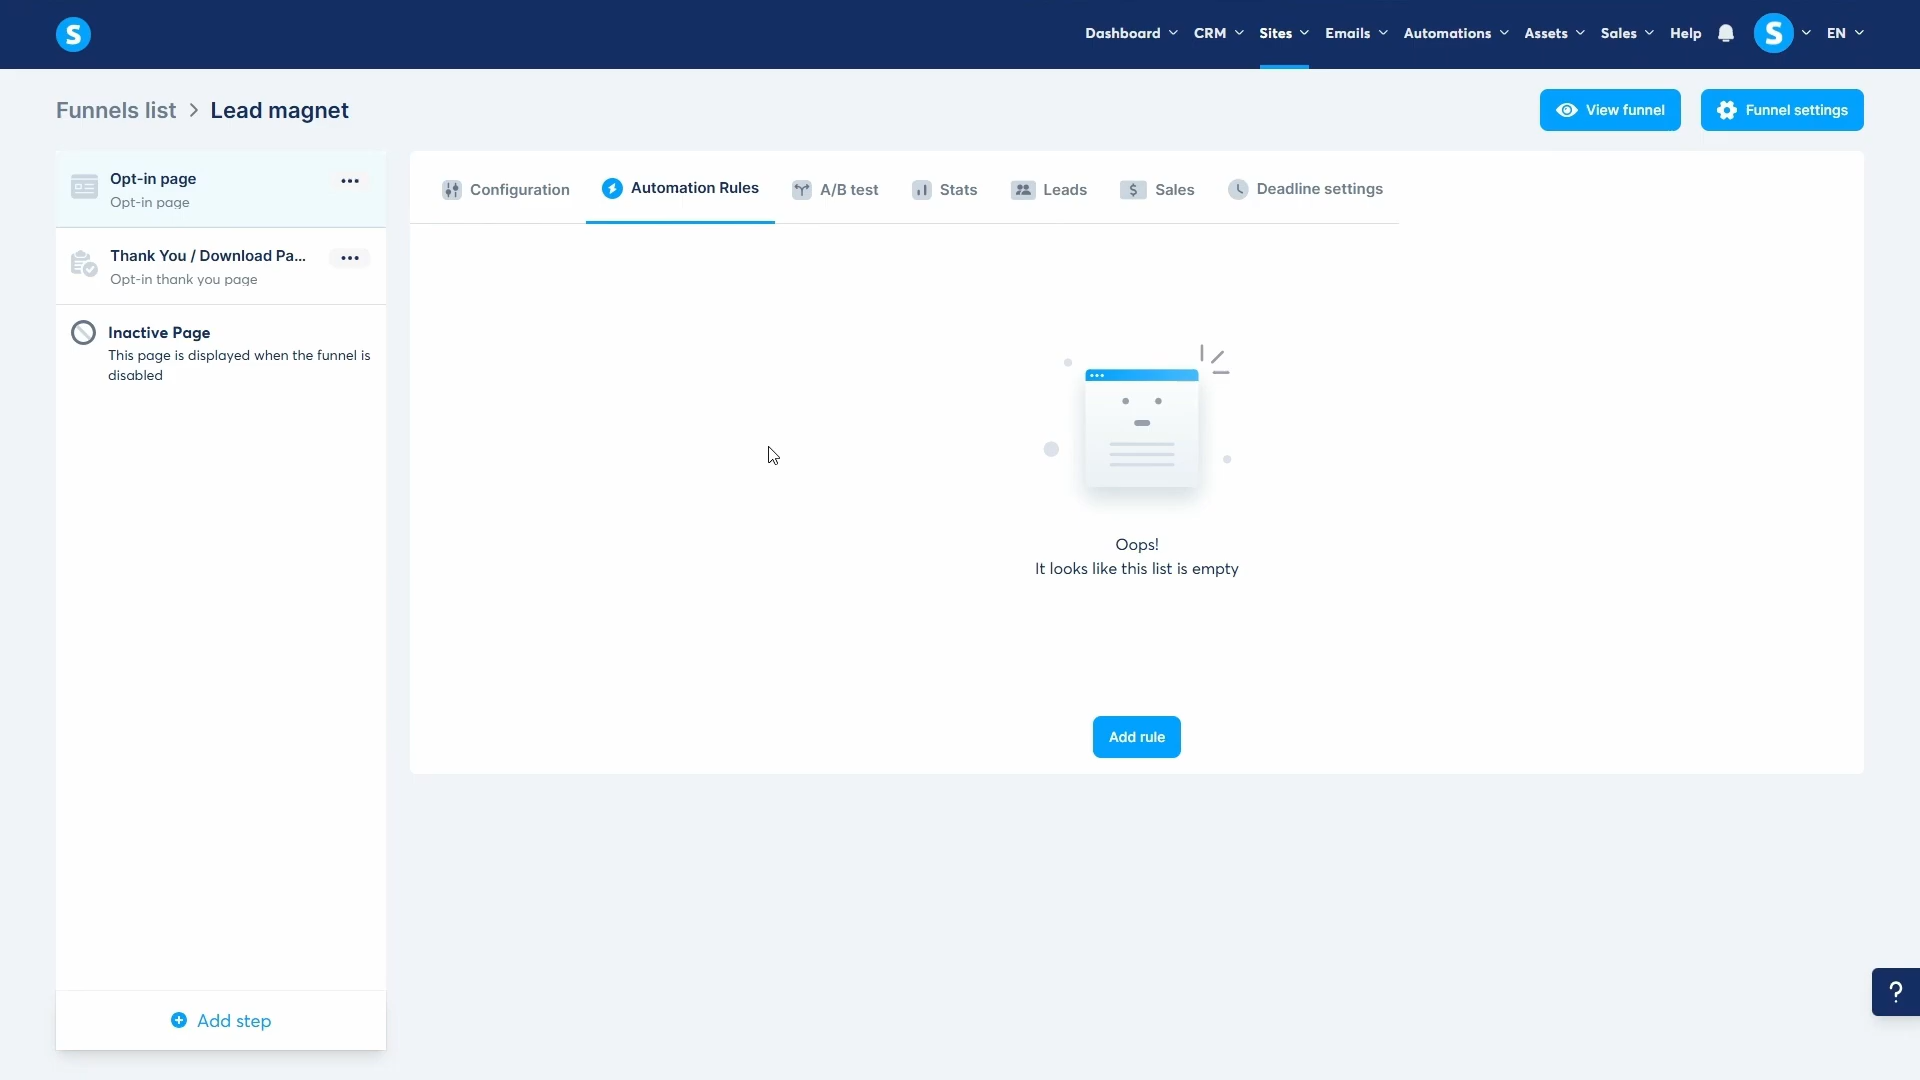 S
Dashboard
CRM
Sites
Emails
Automations
Assets
Sales
Help
S
EN
Funnels list > Lead magnet
View funnel
Funnel settings
Opt-in page
Opt-in page
Thank You / Download Pa...
Opt-in thank you page
Inactive Page
This page is displayed when the funnel is
disabled
Add step
Configuration
Automation Rules
A/B test
Stats
Leads
$
Sales
Deadline settings
Oops!
It looks like this list is empty
Add rule
?